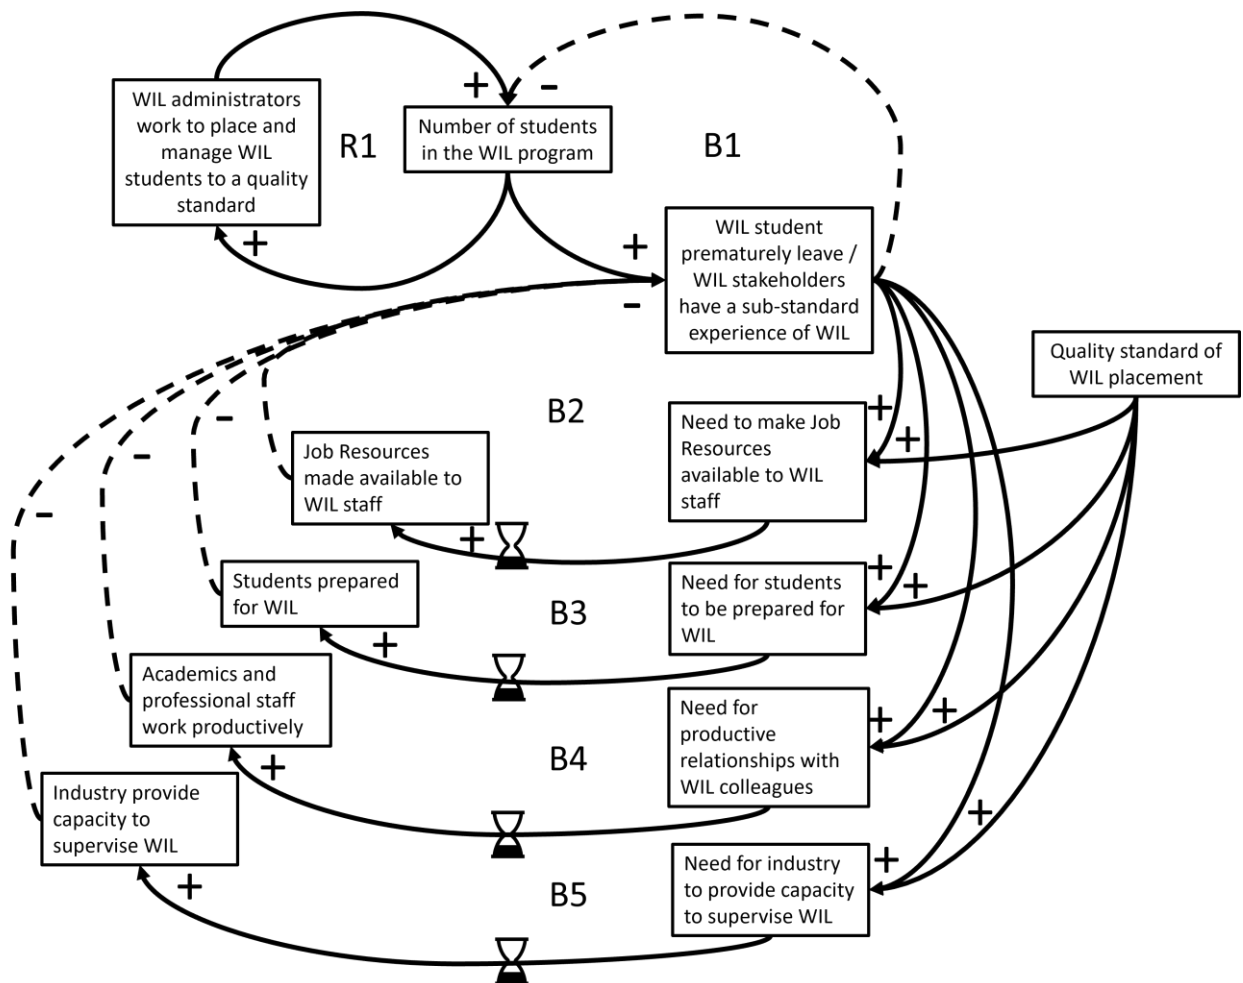 WIL administrators
work to place and
manage WIL
students to a quality
standard
+
R1
+
−
Number of students
in the WIL program
B1
+
+
−
WIL student
prematurely leave /
WIL stakeholders
have a sub-standard
experience of WIL
Quality standard of
WIL placement
B2
−
Job Resources
made available to
WIL staff
Need to make Job
Resources
available to WIL
staff
+
+
−
−
+
Students prepared
for WIL
B3
Need for students
to be prepared for
WIL
+
+
+
Academics and
professional staff
work productively
B4
Need for
productive
relationships with
WIL colleagues
+
+
+
Industry provide
capacity to
supervise WIL
B5
Need for industry
to provide capacity
to supervise WIL
+
+
+